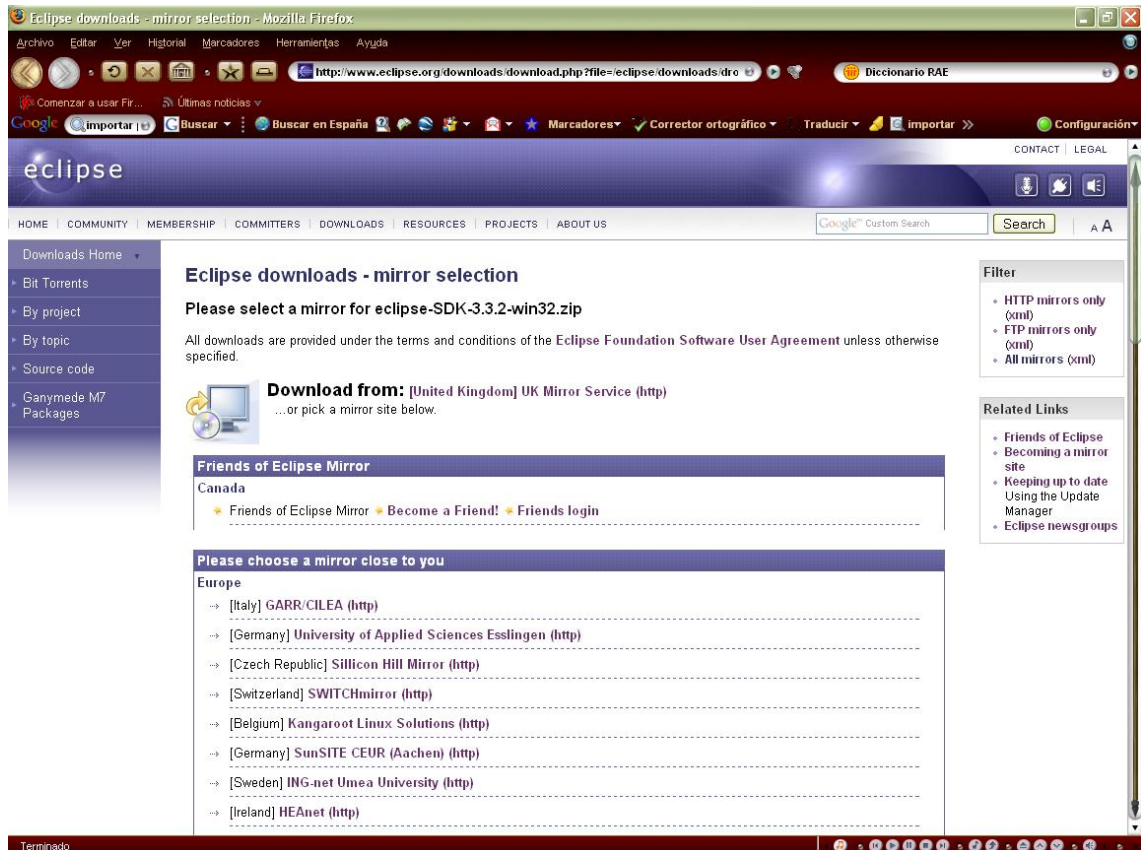 Eclipse downloads - mirror selection - Mozilla Firefox
Archivo Editar Ver Historial Marcadores Herramientas Ayuda
http://www.eclipse.org/downloads/download.php?file=/eclipse/downloads/dro
Diccionario RAE
Comenzar a usar Fir... Últimas noticias
Google importar Buscar Buscar en España Marcadores Corrector ortográfico Traducir importar Configuración
CONTACT LEGAL
eclipse
HOME COMMUNITY MEMBERSHIP COMMITTERS DOWNLOADS RESOURCES PROJECTS ABOUT US Google™ Custom Search Search A A
Downloads Home
Bit Torrents
By project
By topic
Source code
Ganymede M7
Packages
Eclipse downloads - mirror selection
Please select a mirror for eclipse-SDK-3.3.2-win32.zip
All downloads are provided under the terms and conditions of the Eclipse Foundation Software User Agreement unless otherwise
specified.
Download from: [United Kingdom] UK Mirror Service (http)
...or pick a mirror site below.
Friends of Eclipse Mirror
Canada
Friends of Eclipse Mirror Become a Friend! Friends login
Please choose a mirror close to you
Europe
[Italy] GARR/CILEA (http)
[Germany] University of Applied Sciences Esslingen (http)
[Czech Republic] Sillicon Hill Mirror (http)
[Switzerland] SWITCHmirror (http)
[Belgium] Kangaroot Linux Solutions (http)
[Germany] SunSITE CEUR (Aachen) (http)
[Sweden] ING-net Umea University (http)
[Ireland] HEAnet (http)
Filter
HTTP mirrors only
(xml)
FTP mirrors only
(xml)
All mirrors (xml)
Related Links
Friends of Eclipse
Becoming a mirror
site
Keeping up to date
Using the Update
Manager
Eclipse newsgroups
Terminado